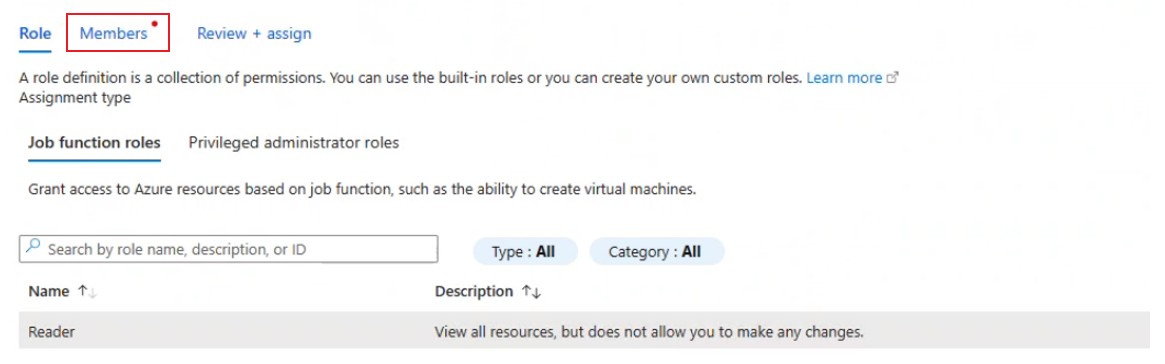 Role Members Review + assign
A role definition is a collection of permissions. You can use the built-in roles or you can create your own custom roles. Learn more
Assignment type
Job function roles Privileged administrator roles
Grant access to Azure resources based on job function, such as the ability to create virtual machines.
Search by role name, description, or ID Type : All Category : All
Name ↑↓ Description ↑↓
Reader View all resources, but does not allow you to make any changes.